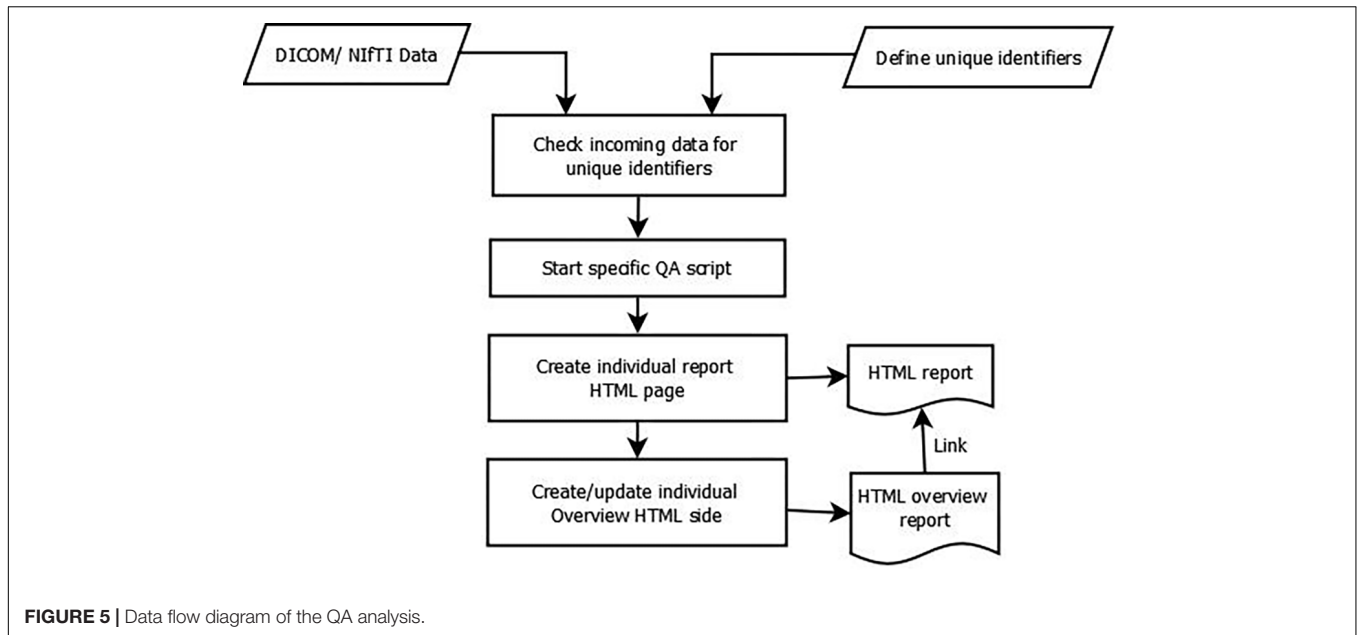 DICOM/ NIfTI Data
Define unique identifiers
Check incoming data for
unique identifiers
Start specific QA script
Create individual report
HTML page
HTML report
Link
Create/update individual
Overview HTML side
HTML overview
report
FIGURE 5 | Data flow diagram of the QA analysis.